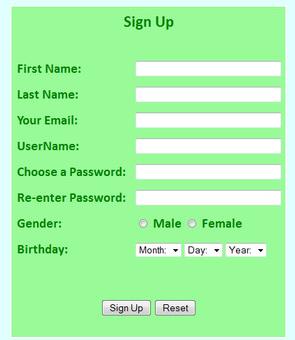 Sign Up
First Name:
Last Name:
Your Email:
UserName:
Choose a Password:
Re-enter Password:
Gender: Male Female
Birthday: Month: Day: Year:
Sign Up Reset